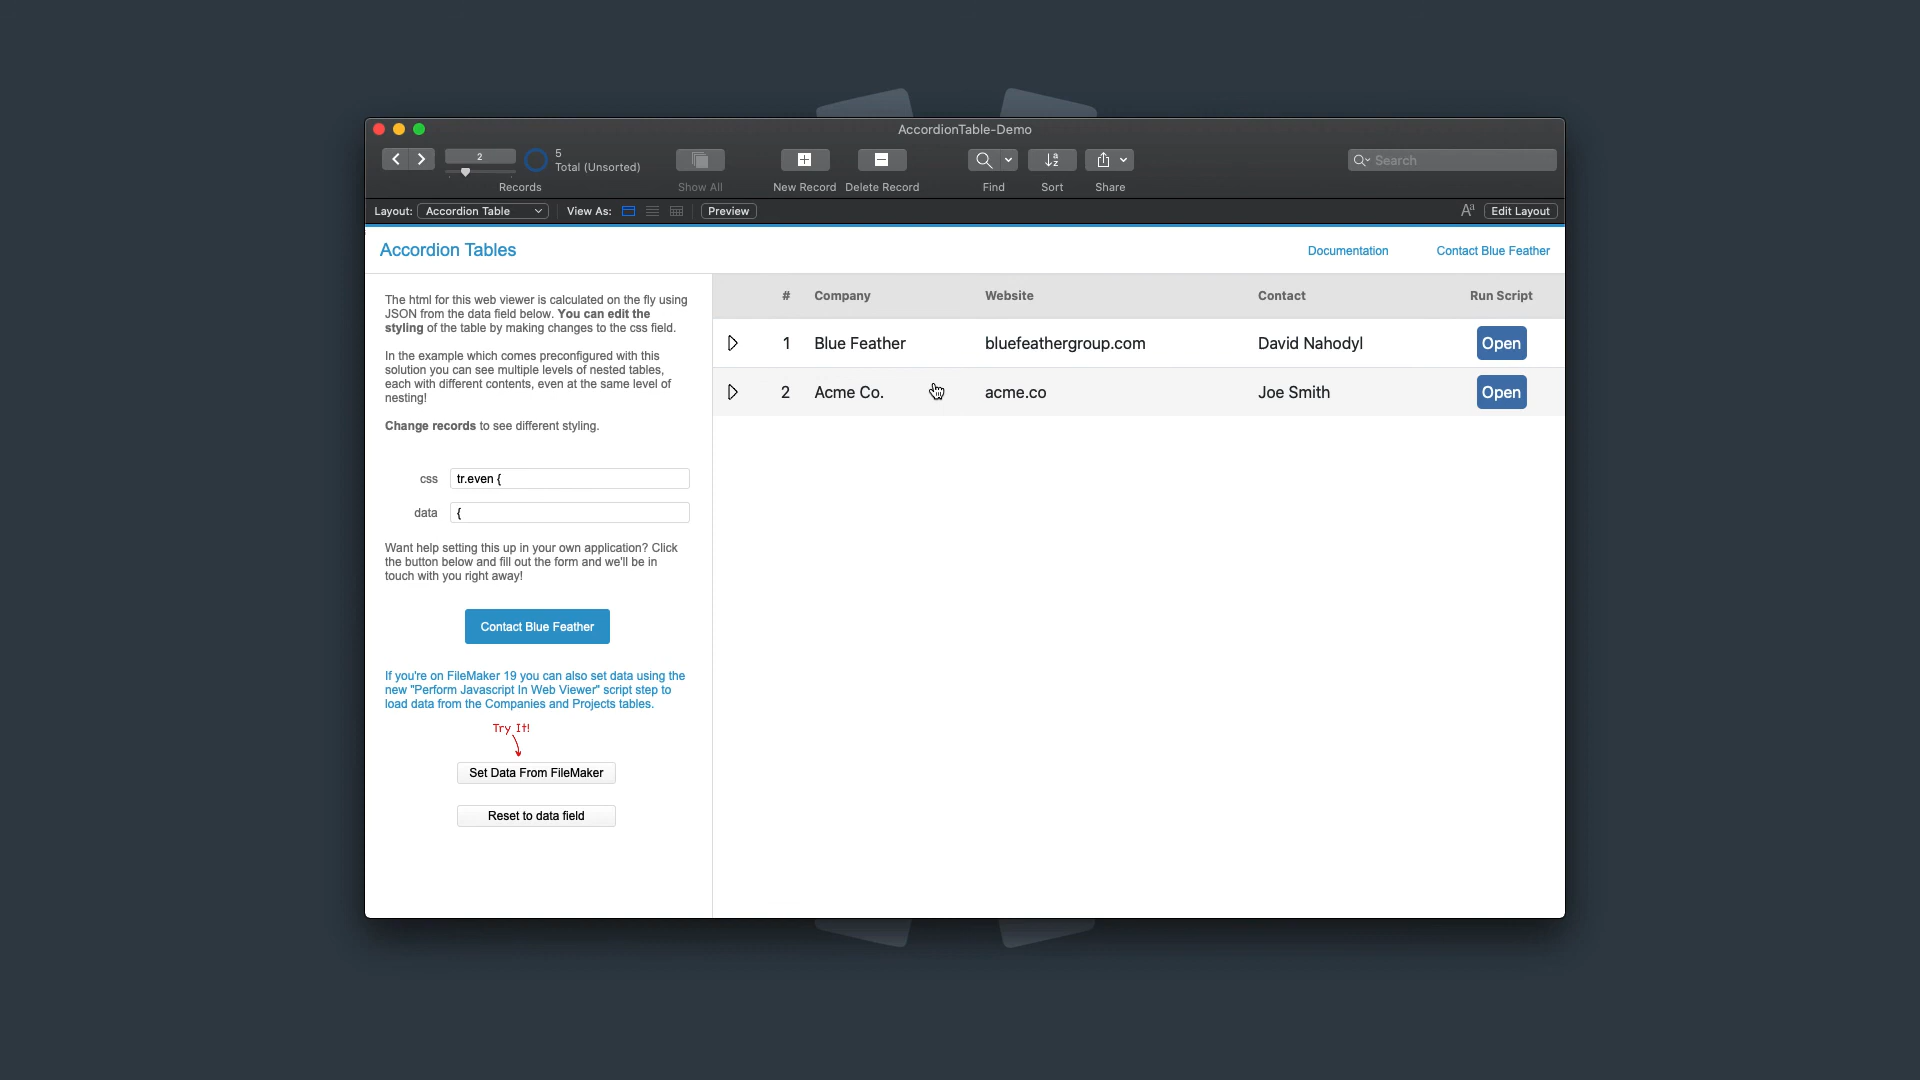 AccordionTable-Demo
2
5
Total (Unsorted)
Search
Records
Show All
New Record
Delete Record
Find
Sort
Share
Layout:
Accordion Table
View As:
Preview
Aa
Edit Layout
Accordion Tables
Documentation
Contact Blue Feather
The html for this web viewer is calculated on the fly using
JSON from the data field below. You can edit the
styling of the table by making changes to the css field.
In the example which comes preconfigured with this
solution you can see multiple levels of nested tables,
each with different contents, even at the same level of
nesting!
Change records to see different styling.
css
tr.even {
data
{
Want help setting this up in your own application? Click
the button below and fill out the form and we'll be in
touch with you right away!
Contact Blue Feather
If you're on FileMaker 19 you can also set data using the
new "Perform Javascript In Web Viewer" script step to
load data from the Companies and Projects tables.
Try It!
Set Data From FileMaker
Reset to data field
# Company Website Contact Run Script
1 Blue Feather bluefeathergroup.com David Nahodyl Open
2 Acme Co. acme.co Joe Smith Open